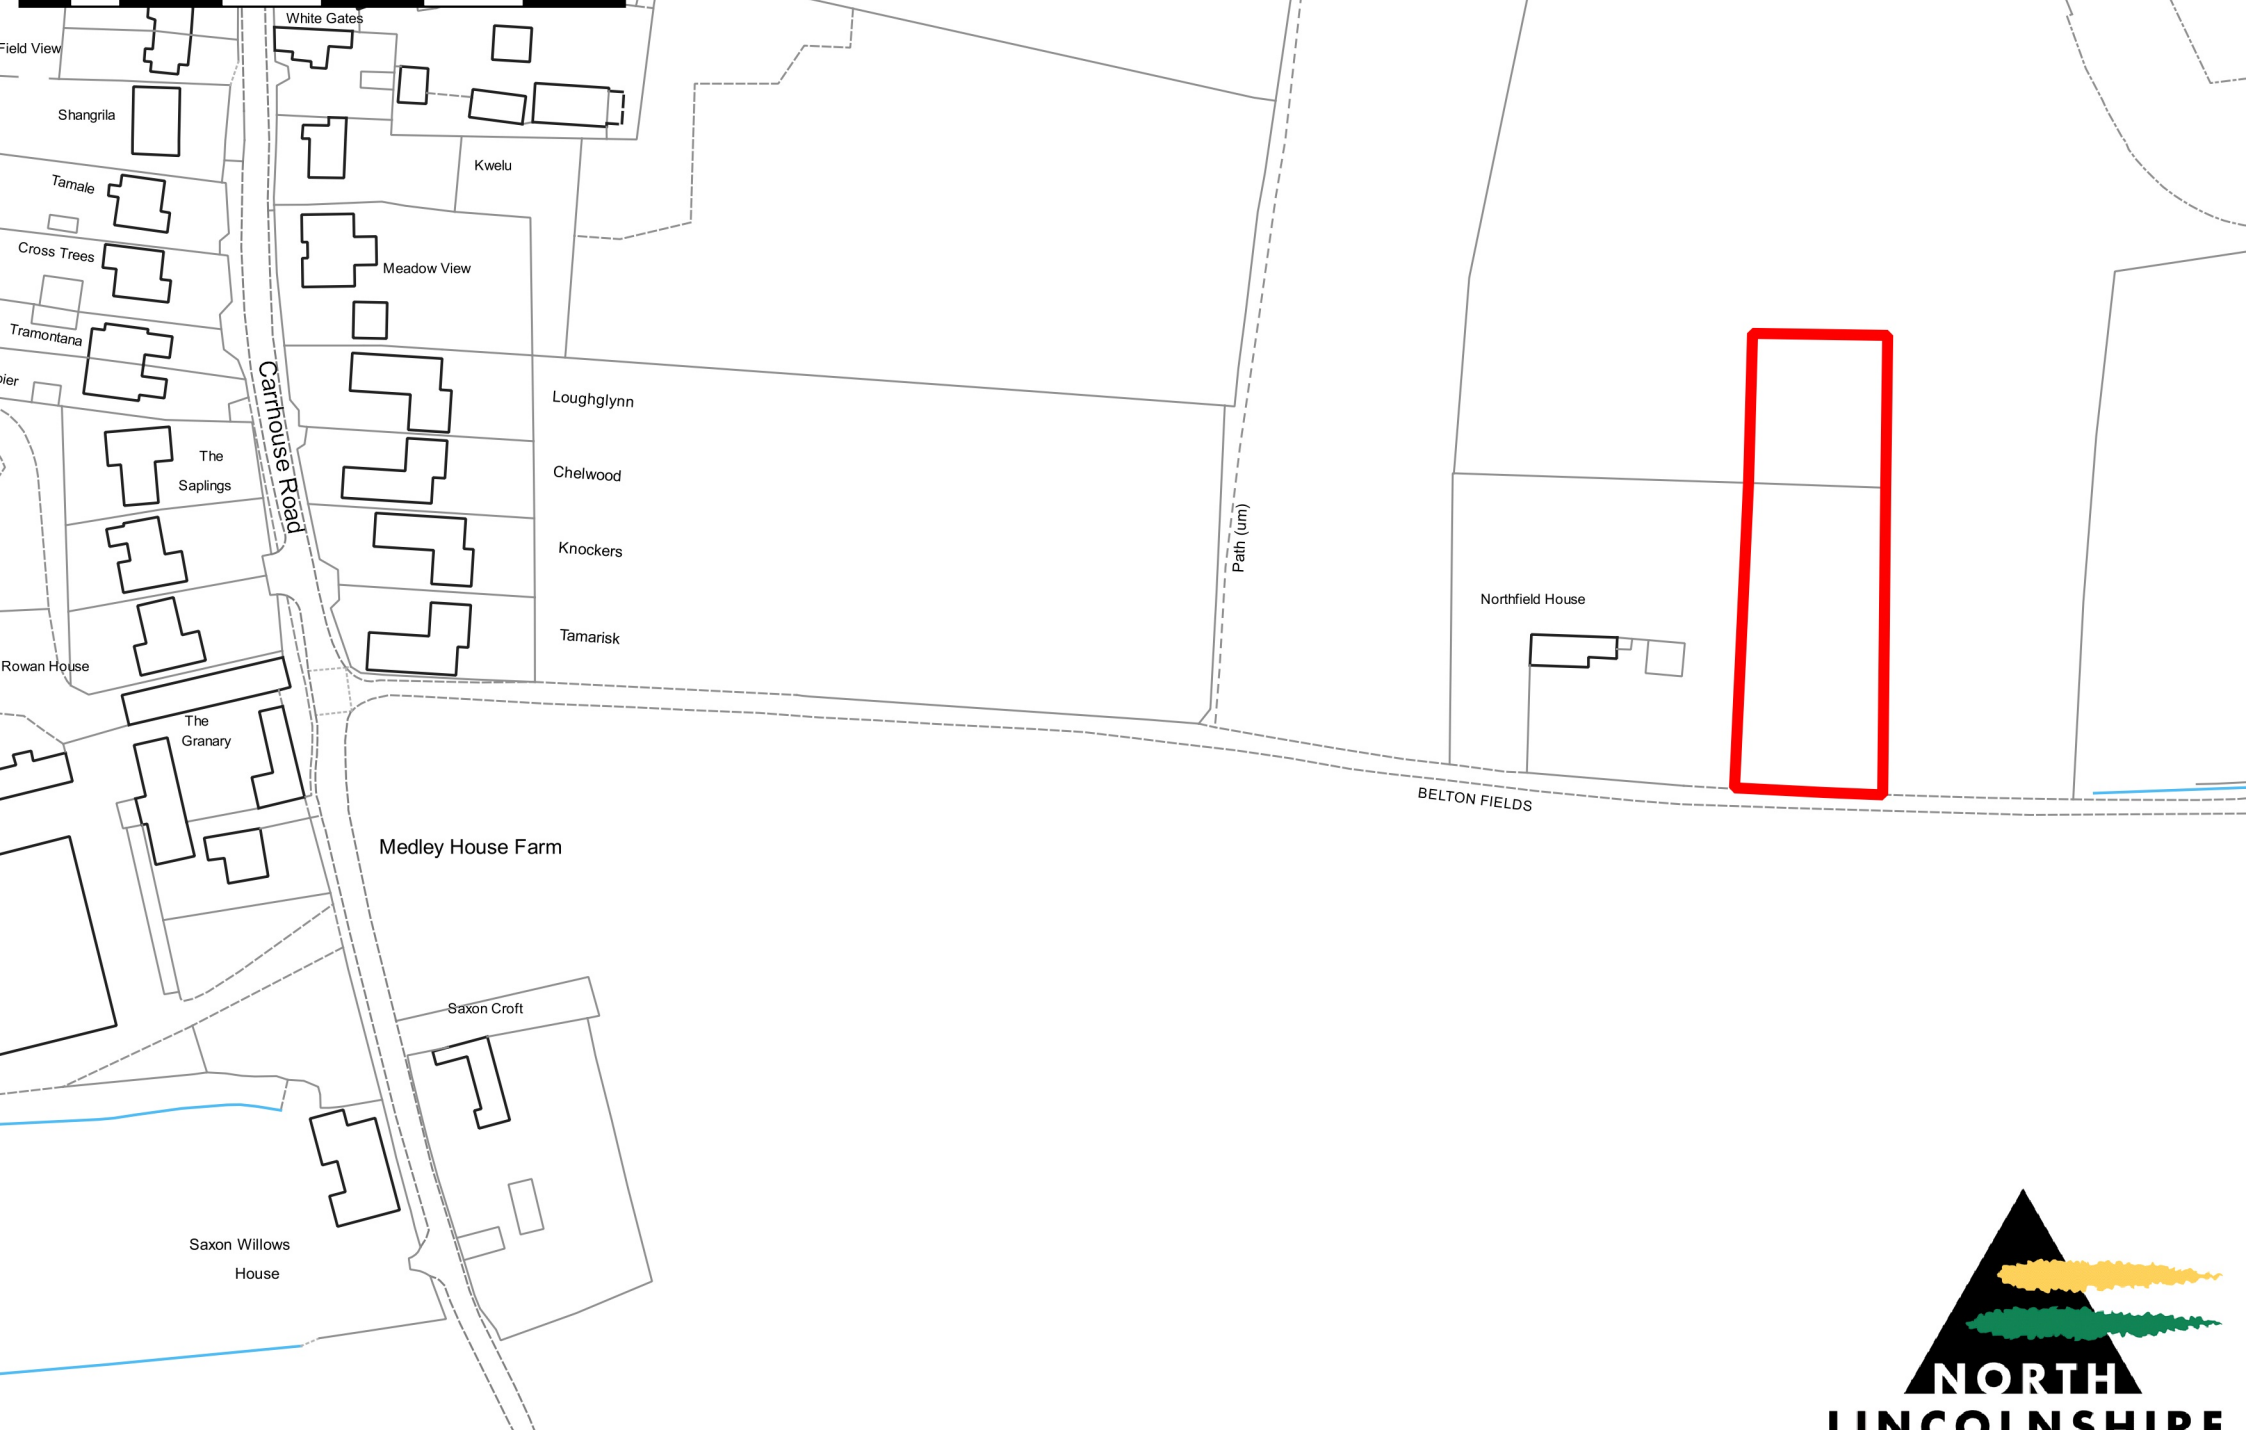 White Gates
Field View
Shangrila
Kwelu
Tamale
Cross Trees
Meadow View
Tramontana
Carrhouse Road
Loughglynn
The
Saplings
Chelwood
Path (um)
Knockers
Northfield House
Tamarisk
Rowan House
The
Granary
BELTON FIELDS
Medley House Farm
Saxon Croft
Saxon Willows
House
NORTH
LINCOLNSHIRE